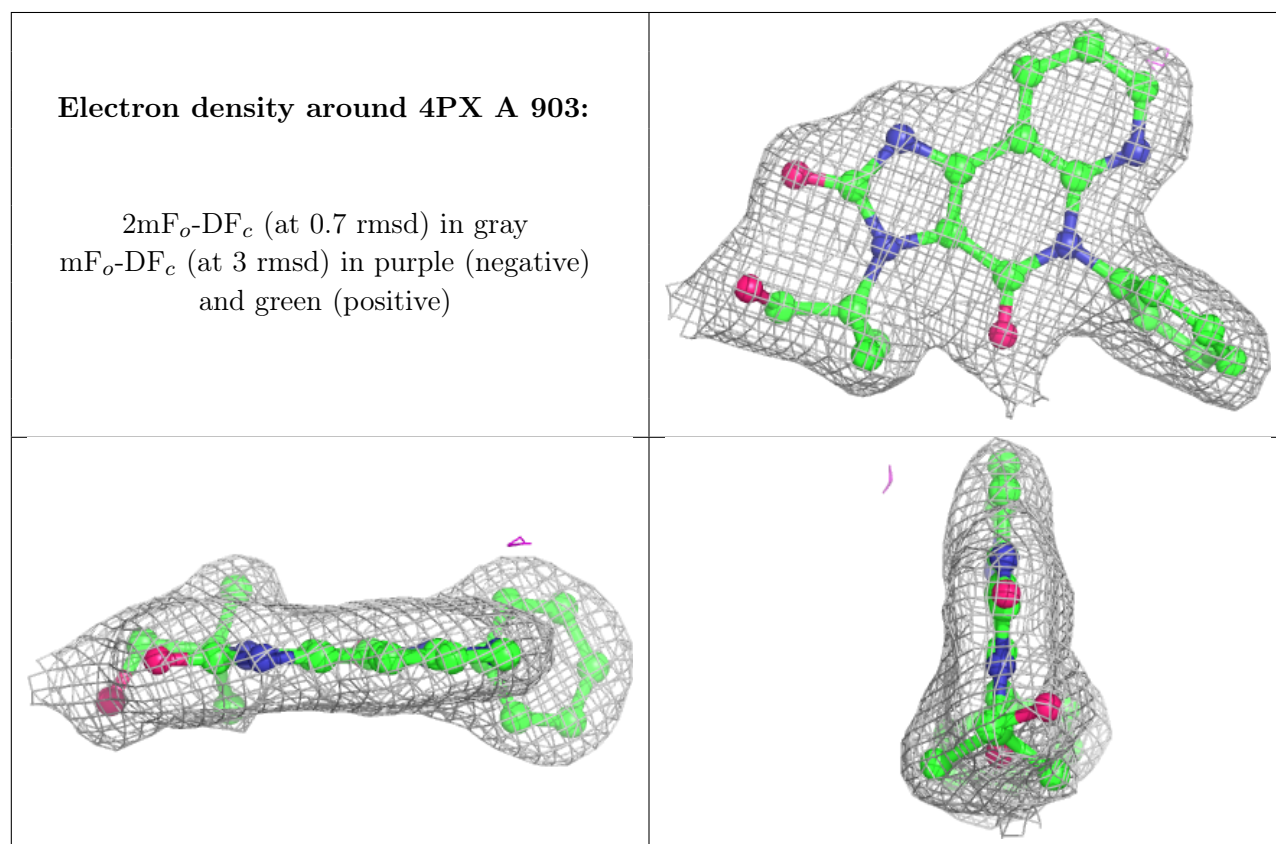 Electron density around 4PX A 903:
2mFₒ-DF𝑐 (at 0.7 rmsd) in gray
mFₒ-DF𝑐 (at 3 rmsd) in purple (negative)
and green (positive)